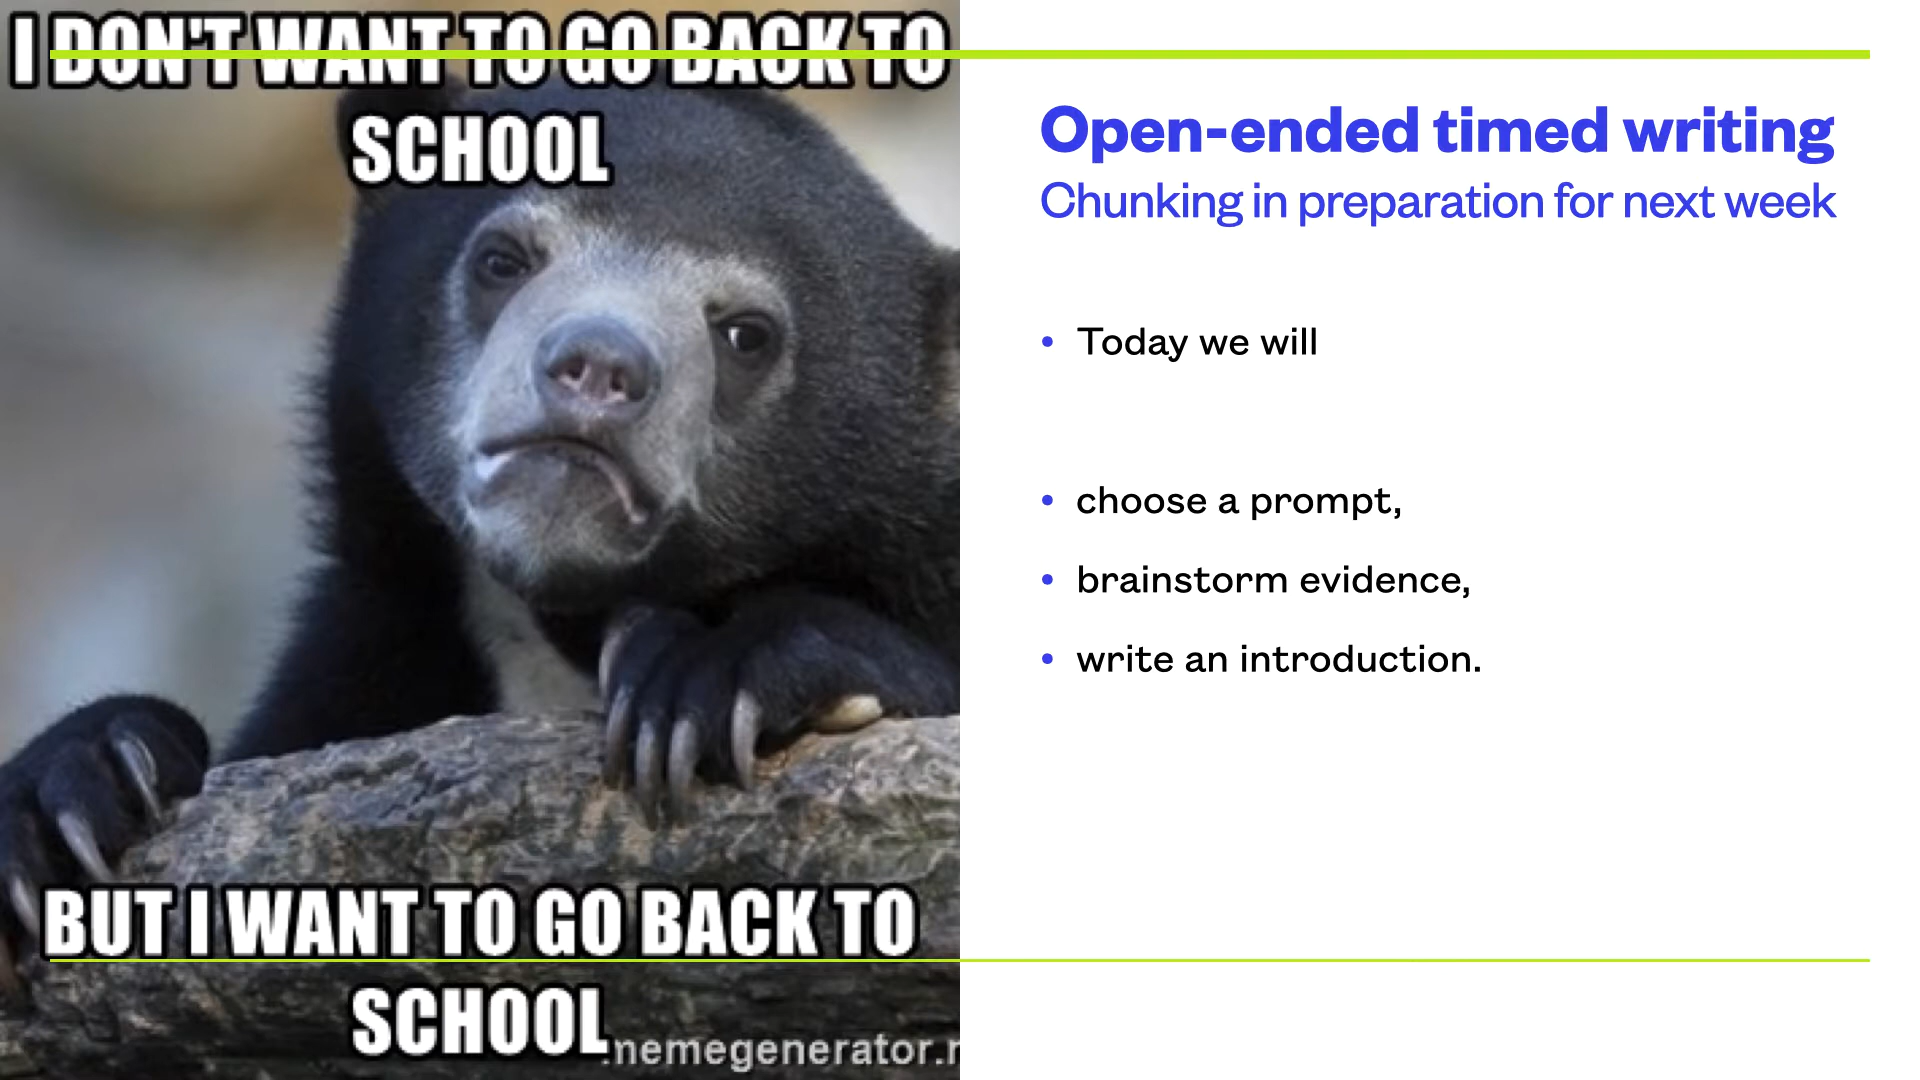 I DON'T WANT TO GO BACK TO
SCHOOL
BUT I WANT TO GO BACK TO
SCHOOL
memegenerator.n
Open-ended timed writing
Chunking in preparation for next week
• Today we will
• choose a prompt,
• brainstorm evidence,
• write an introduction.